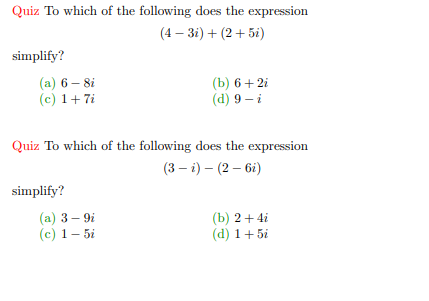 Quiz To which of the following does the expression
(4 − 3i) + (2 + 5i)
simplify?
(a) 6 − 8i (b) 6 + 2i
(c) 1 + 7i (d) 9 − i
Quiz To which of the following does the expression
(3 − i) − (2 − 6i)
simplify?
(a) 3 − 9i (b) 2 + 4i
(c) 1 − 5i (d) 1 + 5i